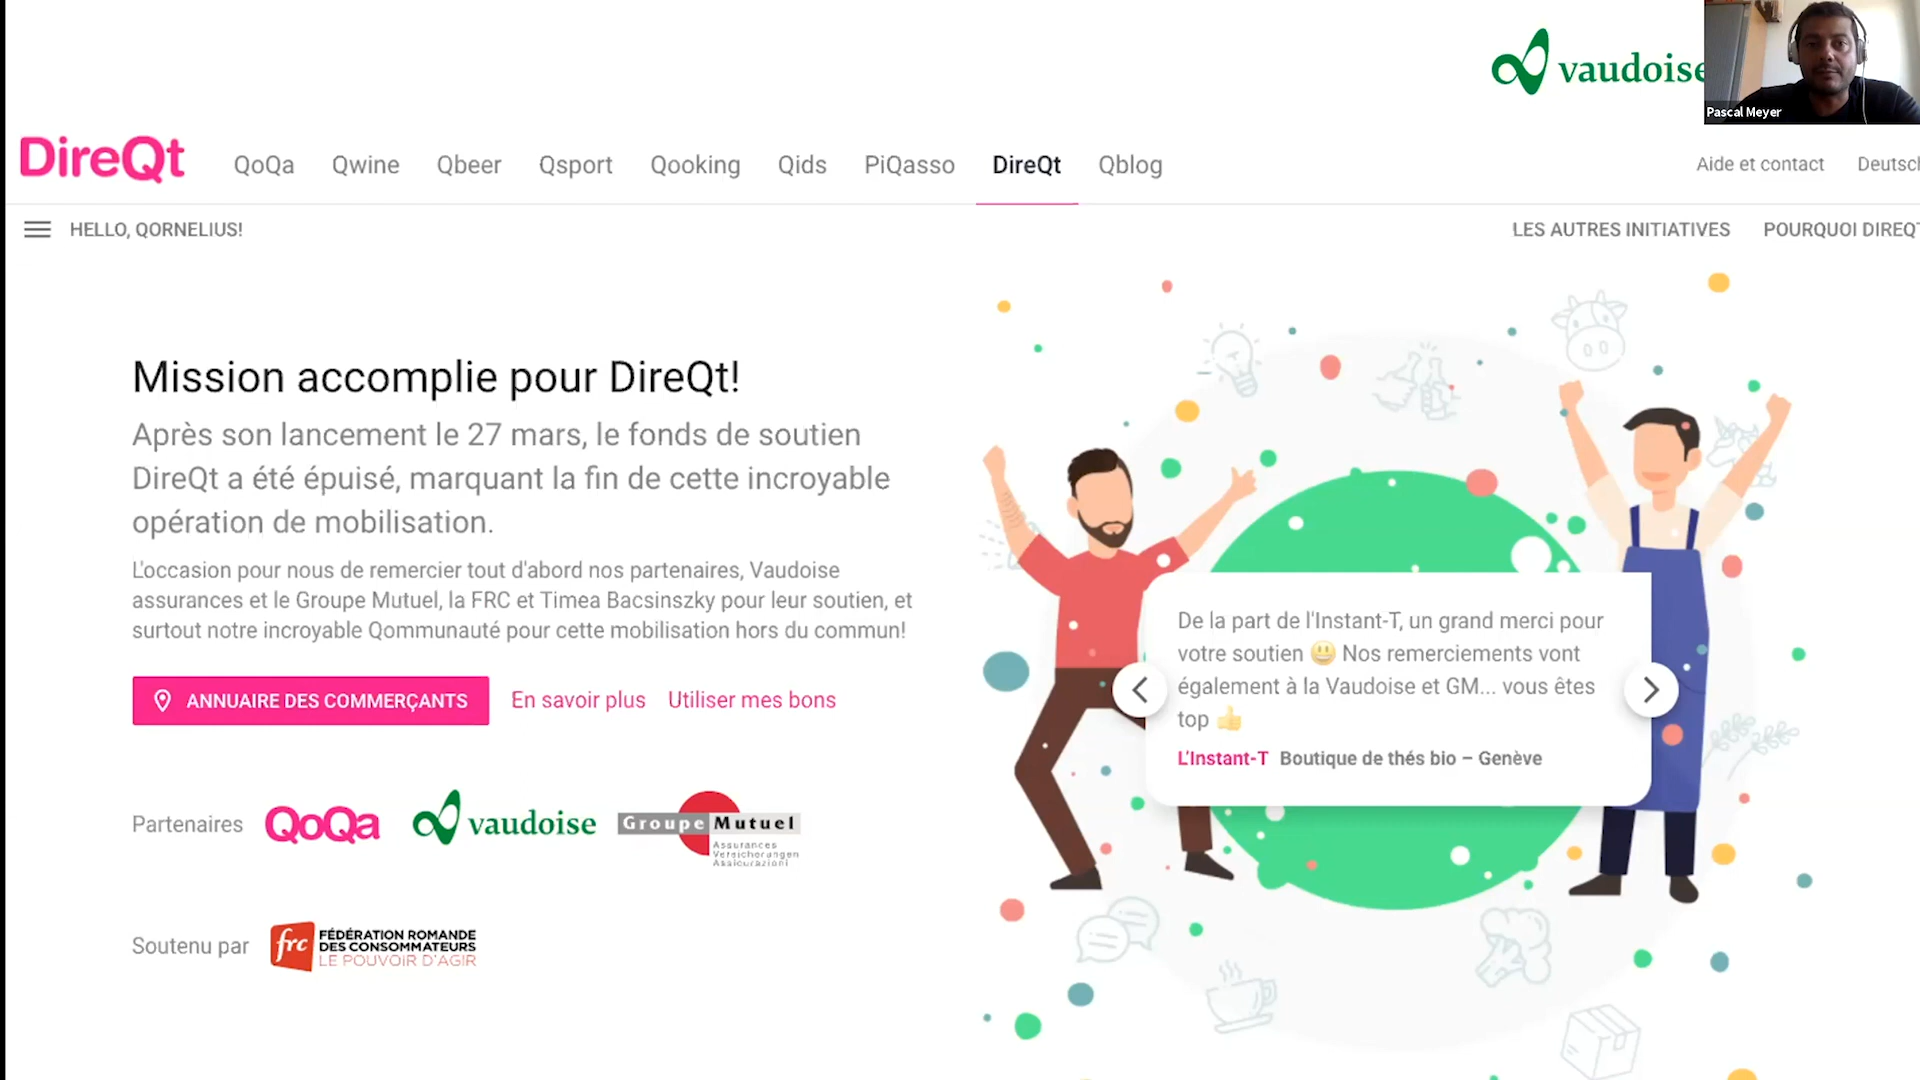 vaudoise
Pascal Meyer
DireQt
QoQa Qwine Qbeer Qsport Qooking Qids PiQasso DireQt Qblog
Aide et contact Deutsch
HELLO, QORNELIUS!
LES AUTRES INITIATIVES POURQUOI DIREQT
Mission accomplie pour DireQt!
Après son lancement le 27 mars, le fonds de soutien
DireQt a été épuisé, marquant la fin de cette incroyable
opération de mobilisation.
L'occasion pour nous de remercier tout d'abord nos partenaires, Vaudoise
assurances et le Groupe Mutuel, la FRC et Timea Bacsinszky pour leur soutien, et
surtout notre incroyable Qommunauté pour cette mobilisation hors du commun!
ANNUAIRE DES COMMERÇANTS En savoir plus Utiliser mes bons
De la part de l'Instant-T, un grand merci pour
votre soutien 😃 Nos remerciements vont
également à la Vaudoise et GM... vous êtes
top 👍
L'Instant-T Boutique de thés bio – Genève
Partenaires QoQa vaudoise Groupe Mutuel
Assurances
Versicherungen
Assicurazioni
Soutenu par frc FÉDÉRATION ROMANDE
DES CONSOMMATEURS
LE POUVOIR D'AGIR